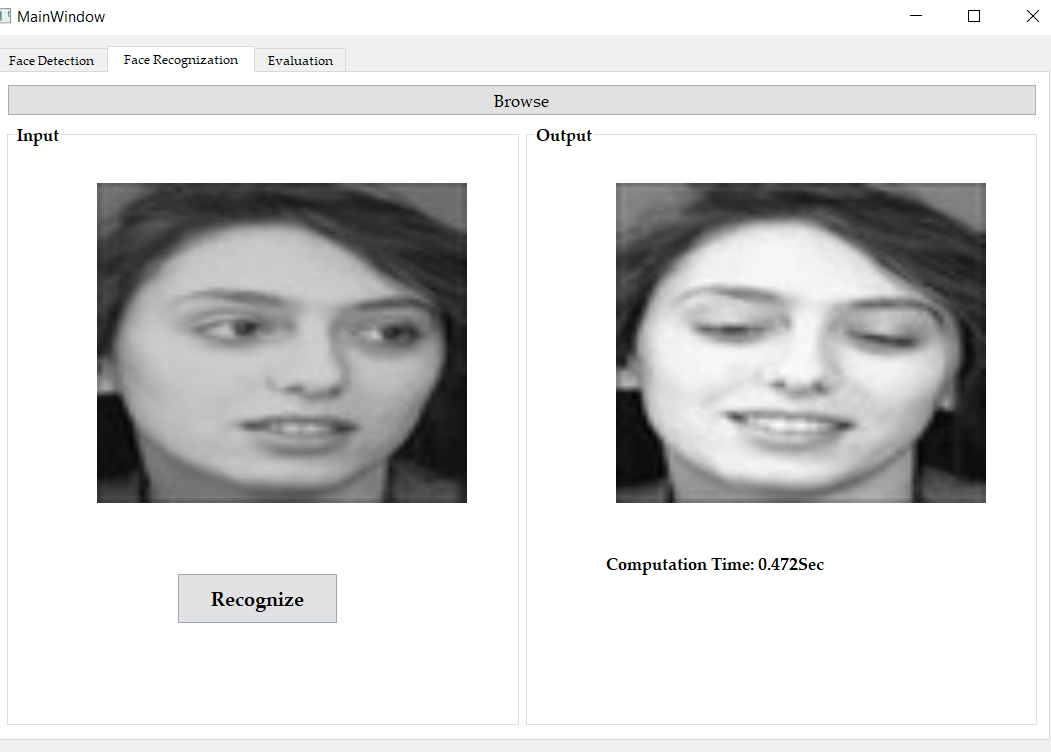 MainWindow
Face Detection
Face Recognization
Evaluation
Browse
Input
Output
Computation Time: 0.472Sec
Recognize